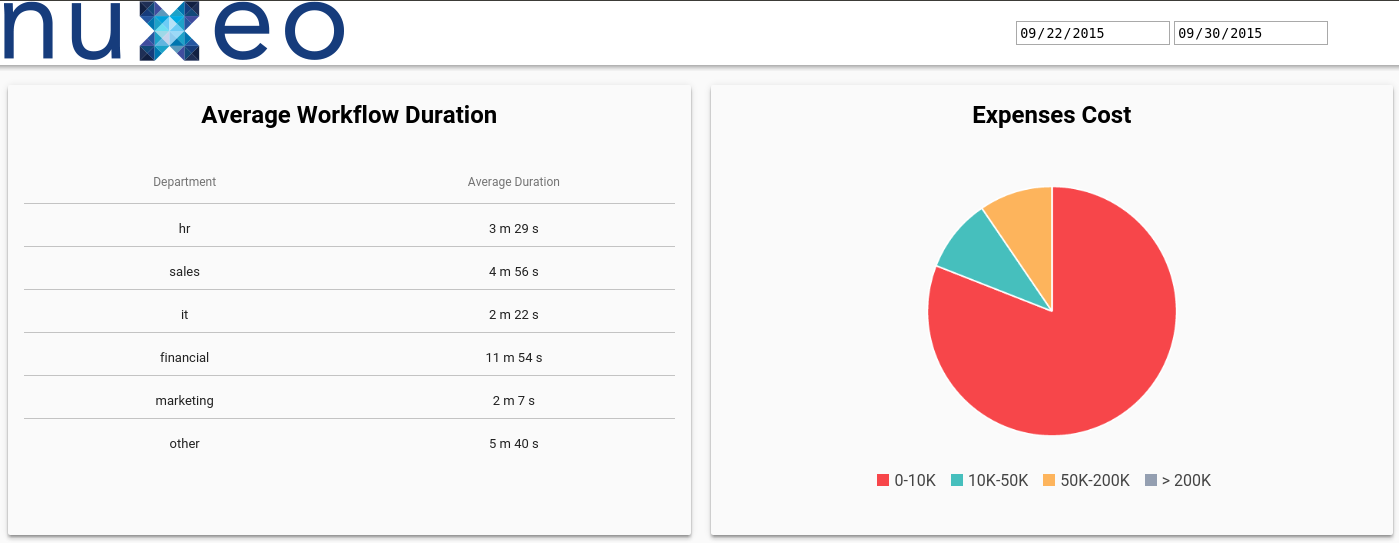 nuxeo
09/22/2015 09/30/2015
Average Workflow Duration
Department Average Duration
hr 3 m 29 s
sales 4 m 56 s
it 2 m 22 s
financial 11 m 54 s
marketing 2 m 7 s
other 5 m 40 s
Expenses Cost
0-10K 10K-50K 50K-200K > 200K